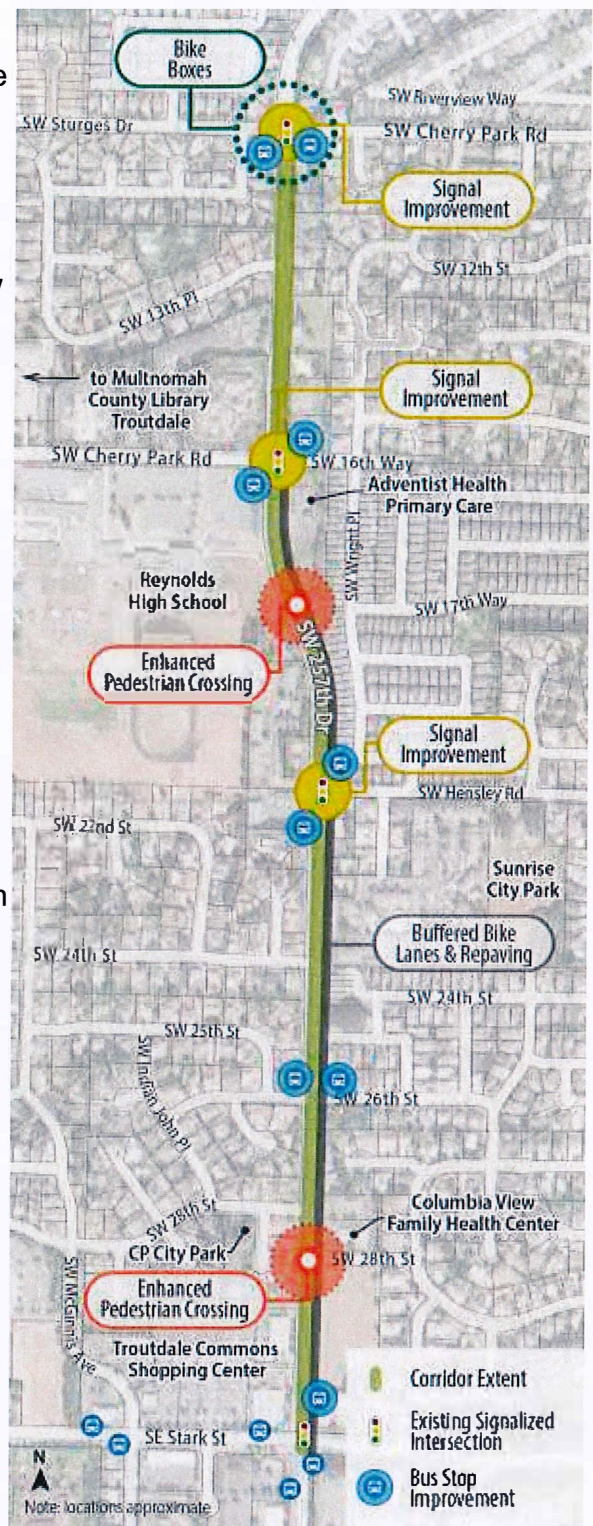 Bike
Boxes
SW Riverview Way
SW Sturges Dr
SW Cherry Park Rd
Signal
Improvement
SW 12th St
SW 13th Pl
to Multnomah
County Library
Troutdale
Signal
Improvement
SW Cherry Park Rd
SW 16th Way
Adventist Health
Primary Care
SW Wright Pl
Reynolds
High School
SW 17th Way
Enhanced
Pedestrian Crossing
SW 257th Dr
Signal
Improvement
SW Hensley Rd
SW 22nd St
Sunrise
City Park
Buffered Bike
Lanes & Repaving
SW 24th St
SW 24th St
SW 25th St
SW Indian John Pl
SW 26th St
SW 28th St
Columbia View
Family Health Center
CP City Park
SW 28th St
Enhanced
Pedestrian Crossing
SW McGinnis Ave
Troutdale Commons
Shopping Center
Corridor Extent
Existing Signalized
Intersection
SE Stark St
Bus Stop
Improvement
N
Note: locations approximate